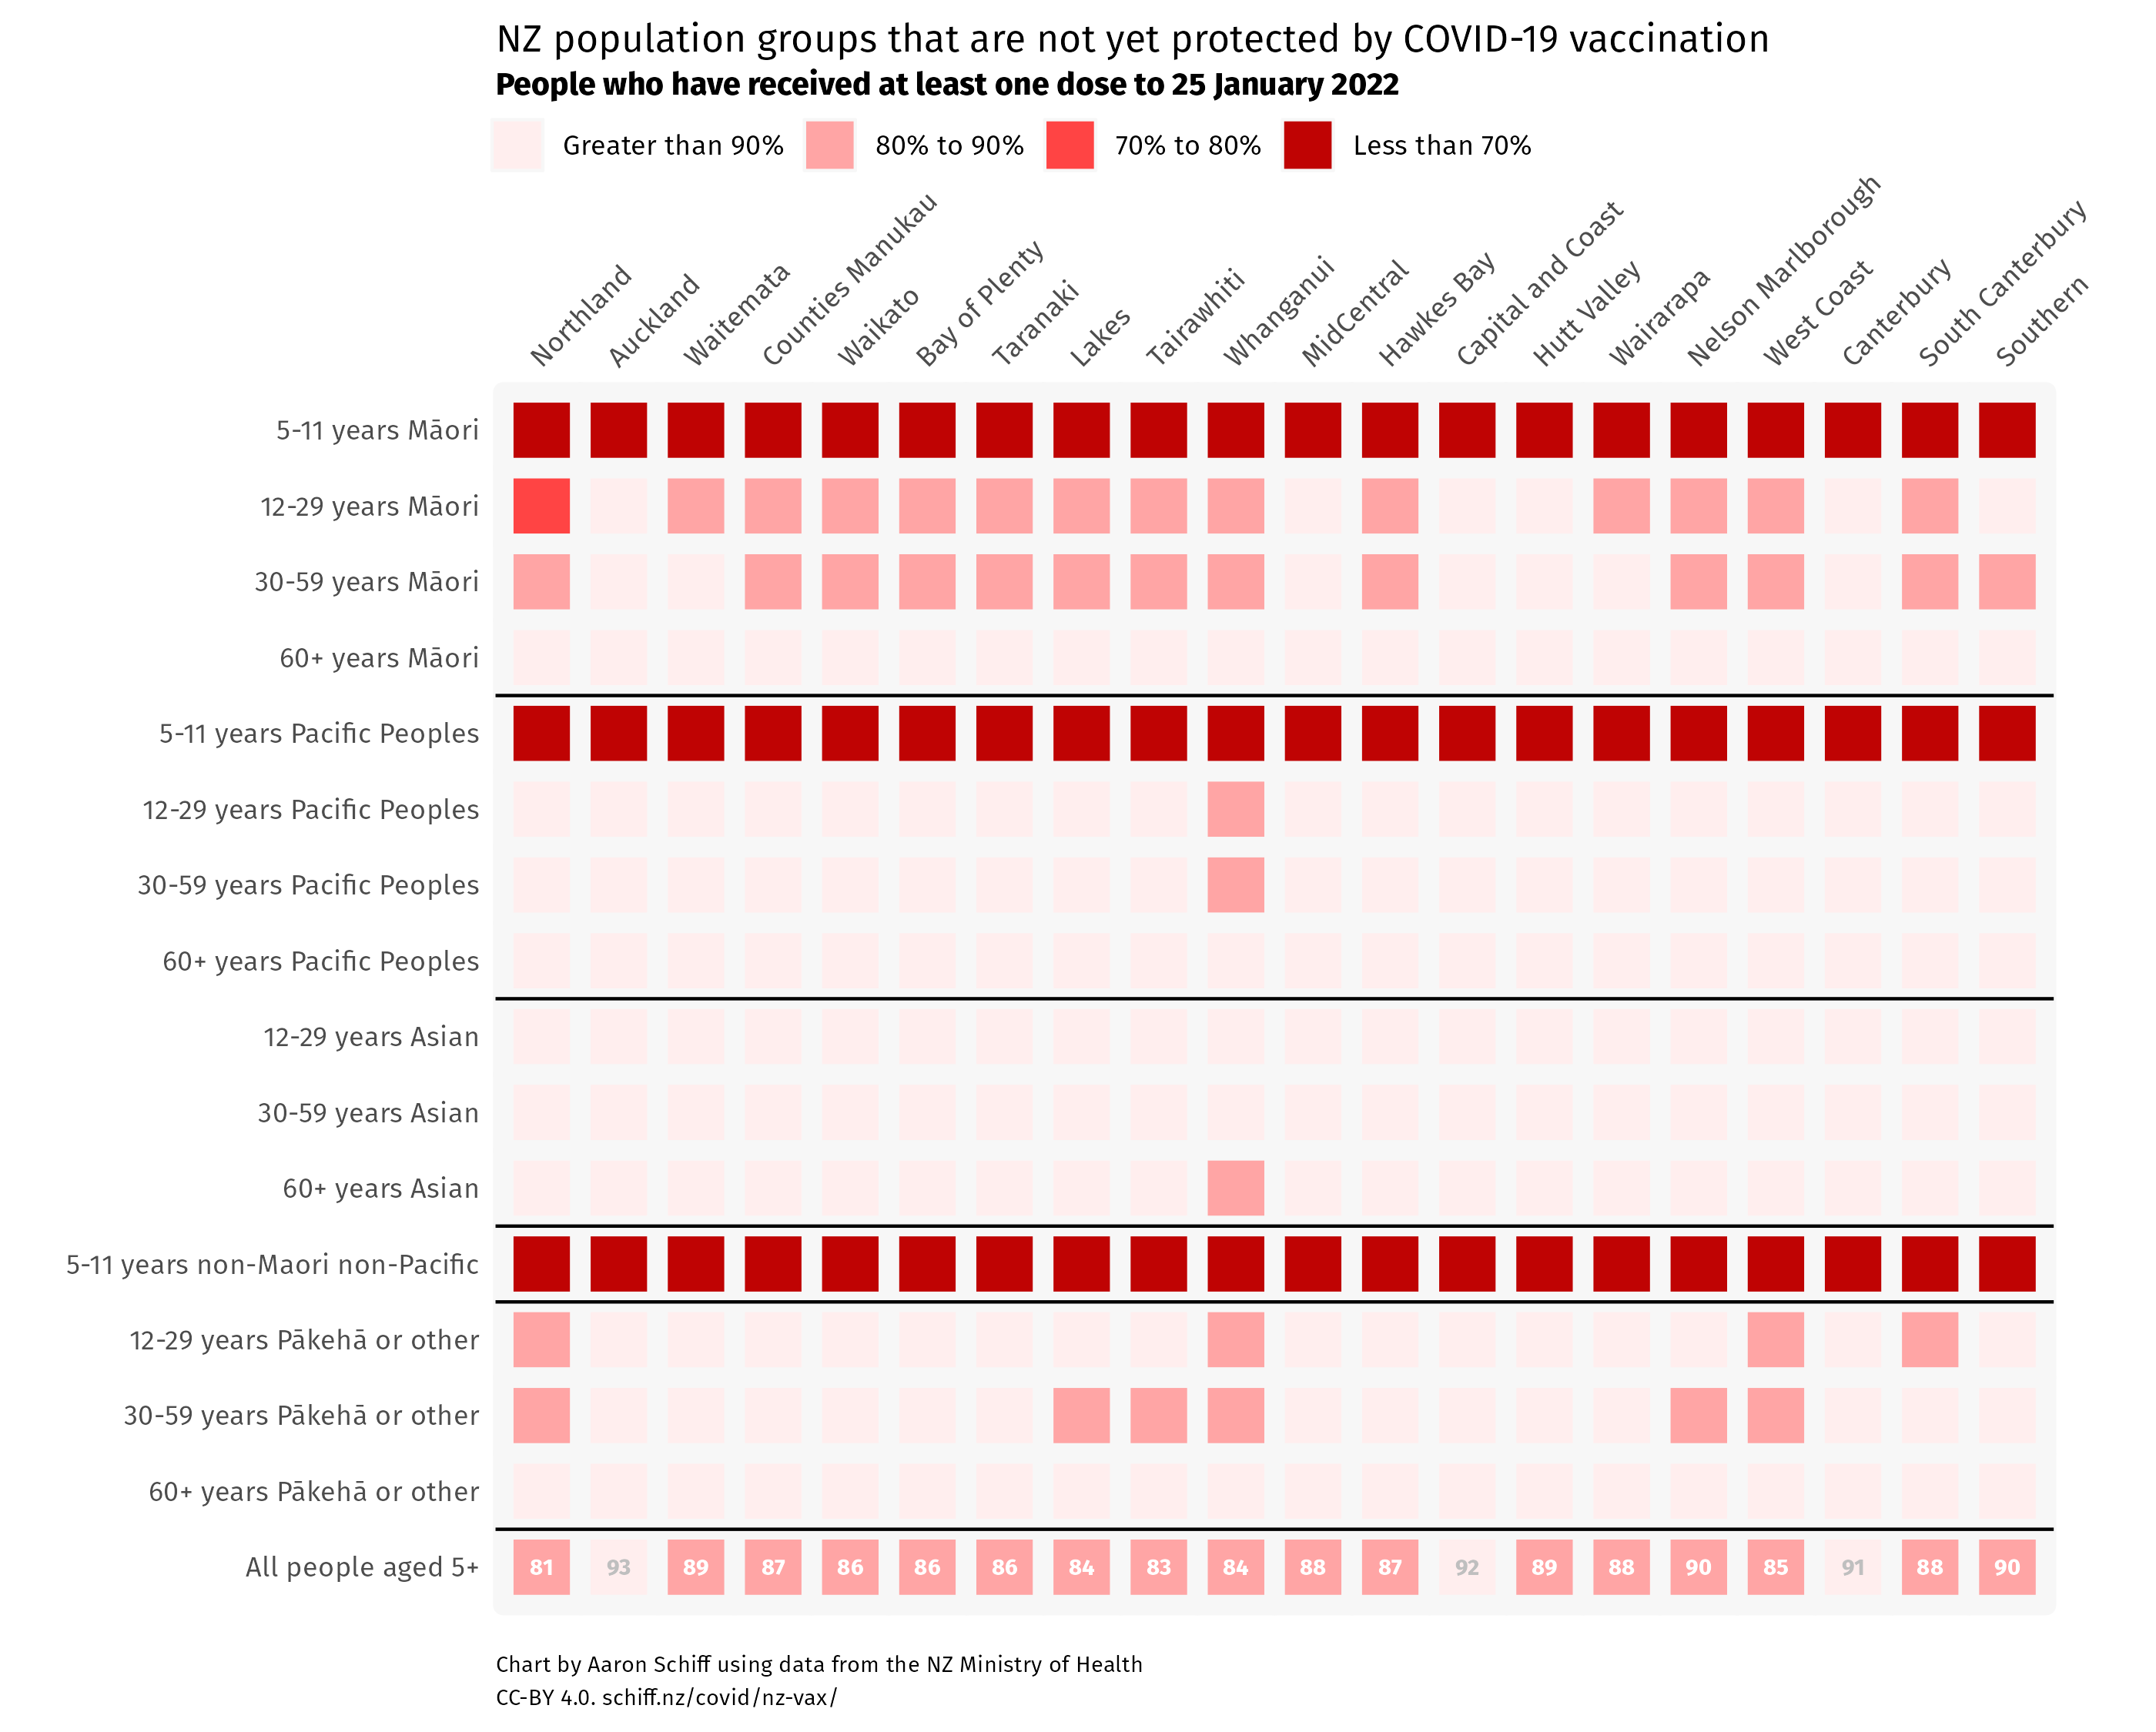 NZ population groups that are not yet protected by COVID-19 vaccination
People who have received at least one dose to 25 January 2022
Greater than 90% 80% to 90% 70% to 80% Less than 70%
Northland Auckland Waitemata Counties Manukau Waikato Bay of Plenty Taranaki Lakes Tairawhiti Whanganui MidCentral Hawkes Bay Capital and Coast Hutt Valley Wairarapa Nelson Marlborough West Coast Canterbury South Canterbury Southern
5-11 years Māori
12-29 years Māori
30-59 years Māori
60+ years Māori
5-11 years Pacific Peoples
12-29 years Pacific Peoples
30-59 years Pacific Peoples
60+ years Pacific Peoples
12-29 years Asian
30-59 years Asian
60+ years Asian
5-11 years non-Maori non-Pacific
12-29 years Pākehā or other
30-59 years Pākehā or other
60+ years Pākehā or other
All people aged 5+ 81 93 89 87 86 86 86 84 83 84 88 87 92 89 88 90 85 91 88 90
Chart by Aaron Schiff using data from the NZ Ministry of Health
CC-BY 4.0. schiff.nz/covid/nz-vax/